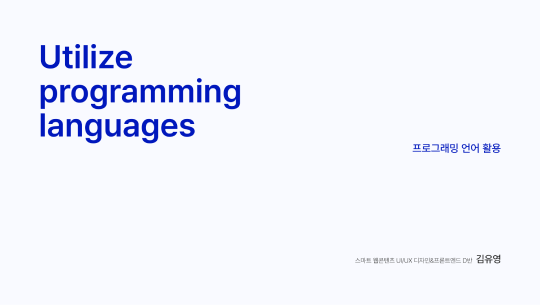 Utilize
programming
languages
프로그래밍 언어 활용
스마트 웹콘텐츠 UI/UX 디자인&프론트엔드 D반 김유영